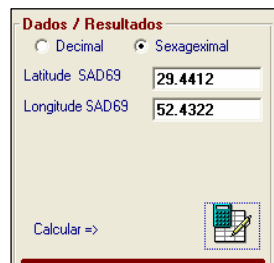 Dados / Resultados
Decimal Sexageximal
Latitude SAD69 29.4412
Longitude SAD69 52.4322
Calcular =>